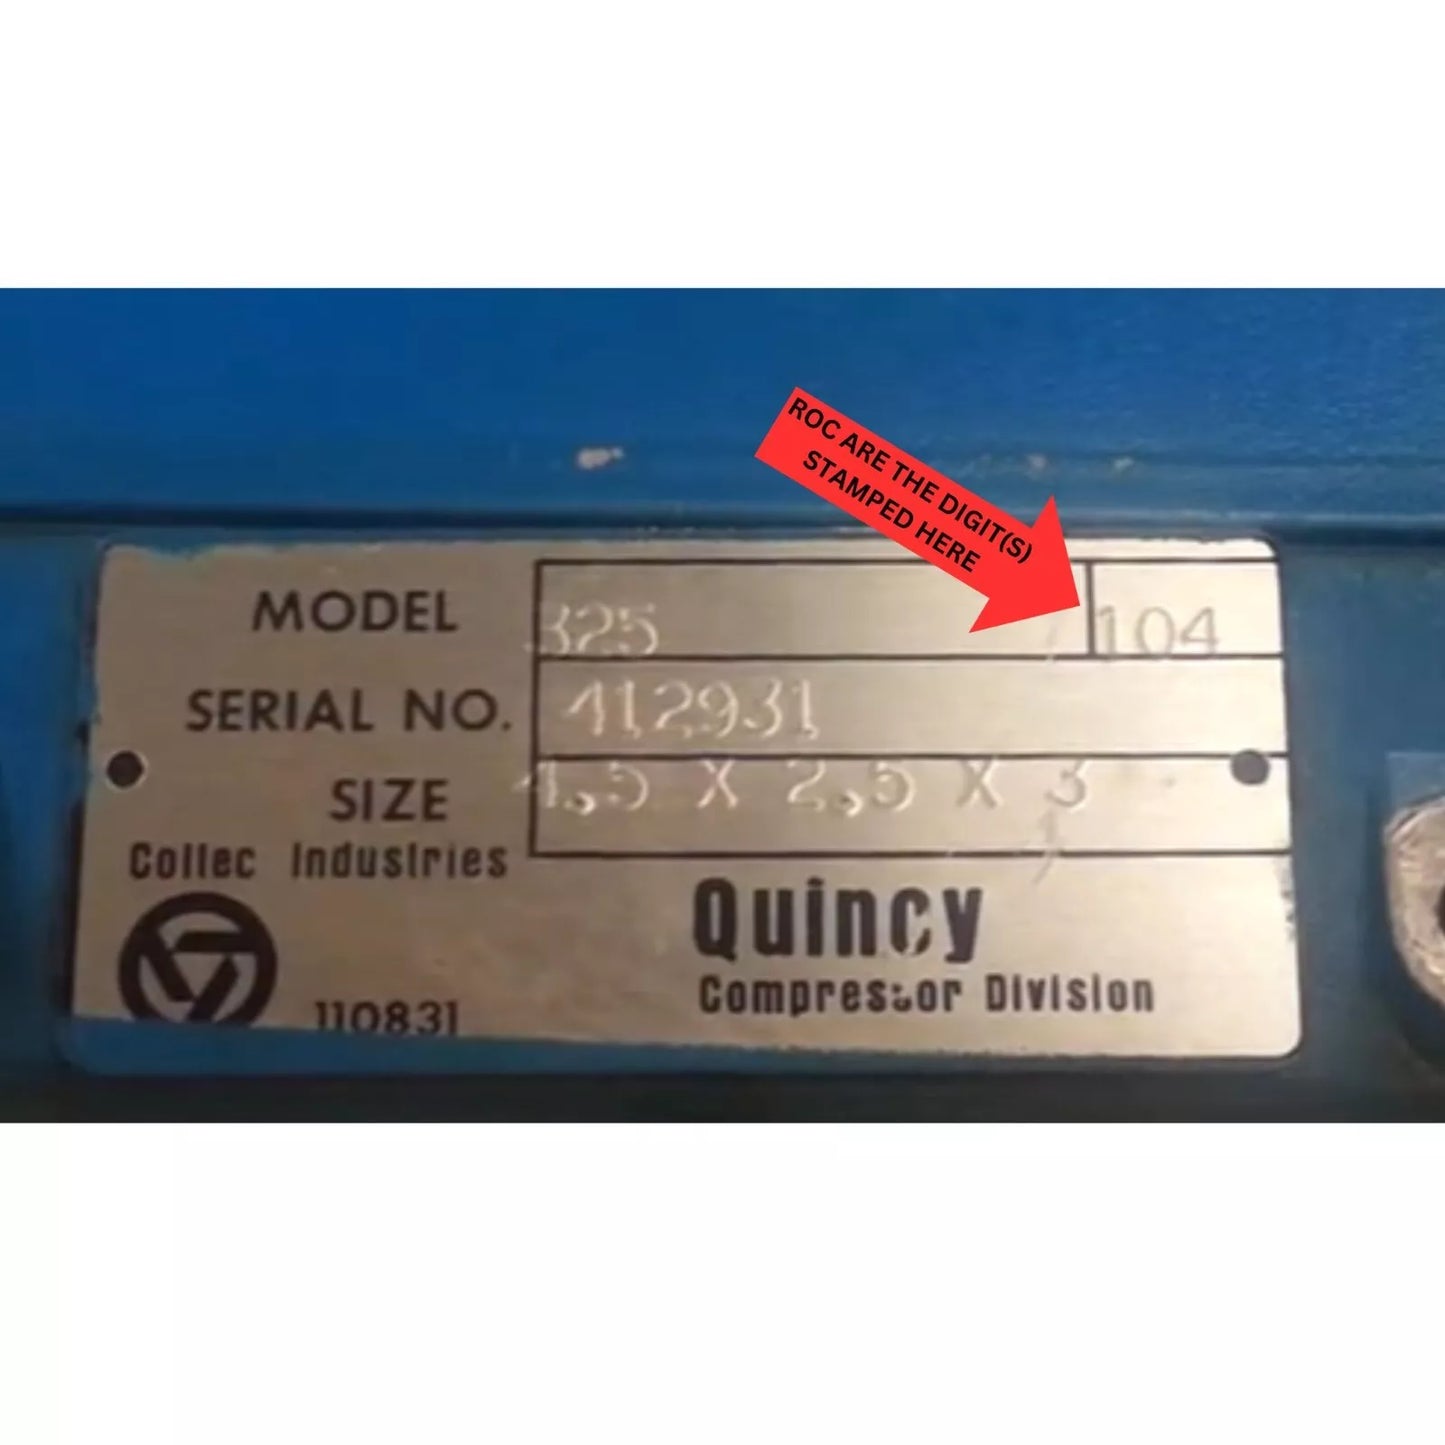 ROC ARE THE DIGIT(S)
STAMPED HERE
MODEL 325 104
SERIAL NO. 412931
SIZE 4.5 X 2.5 X 3
Coltec Industries
Quincy
Compressor Division
110831